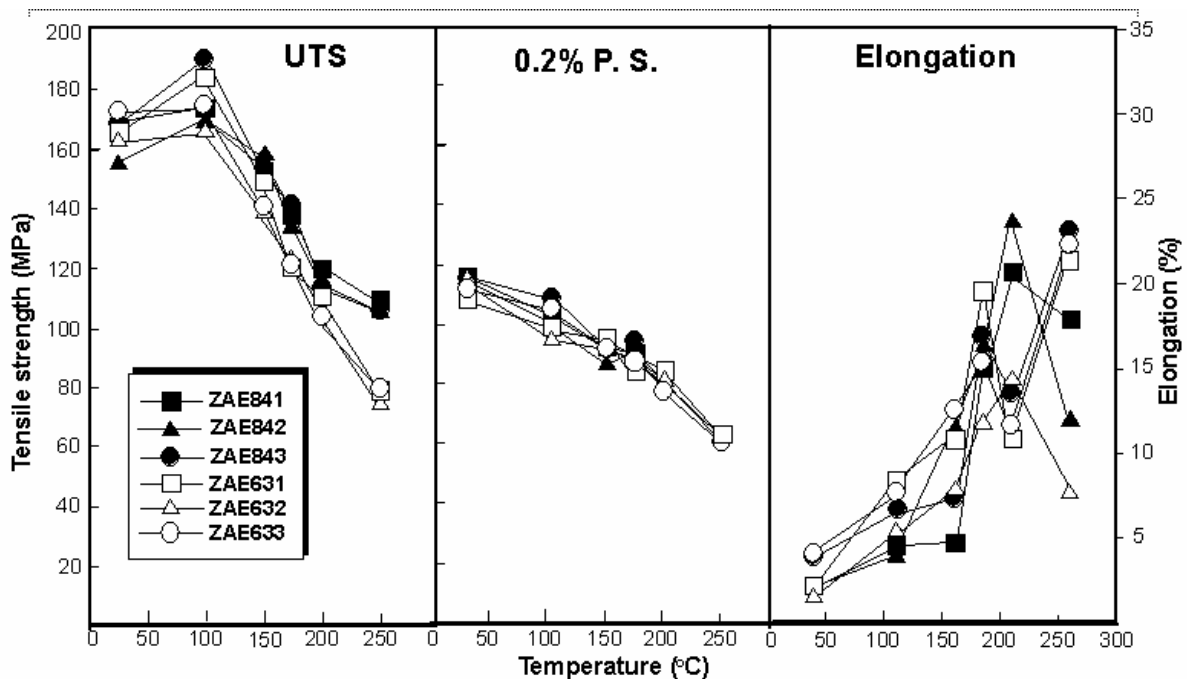 UTS
0.2% P. S.
Elongation
200
180
160
140
120
100
80
60
40
20
Tensile strength (MPa)
35
30
25
20
15
10
5
Elongation (%)
ZAE841
ZAE842
ZAE843
ZAE631
ZAE632
ZAE633
0 50 100 150 200 250 0 50 100 150 200 250 0 50 100 150 200 250 300
Temperature (°C)